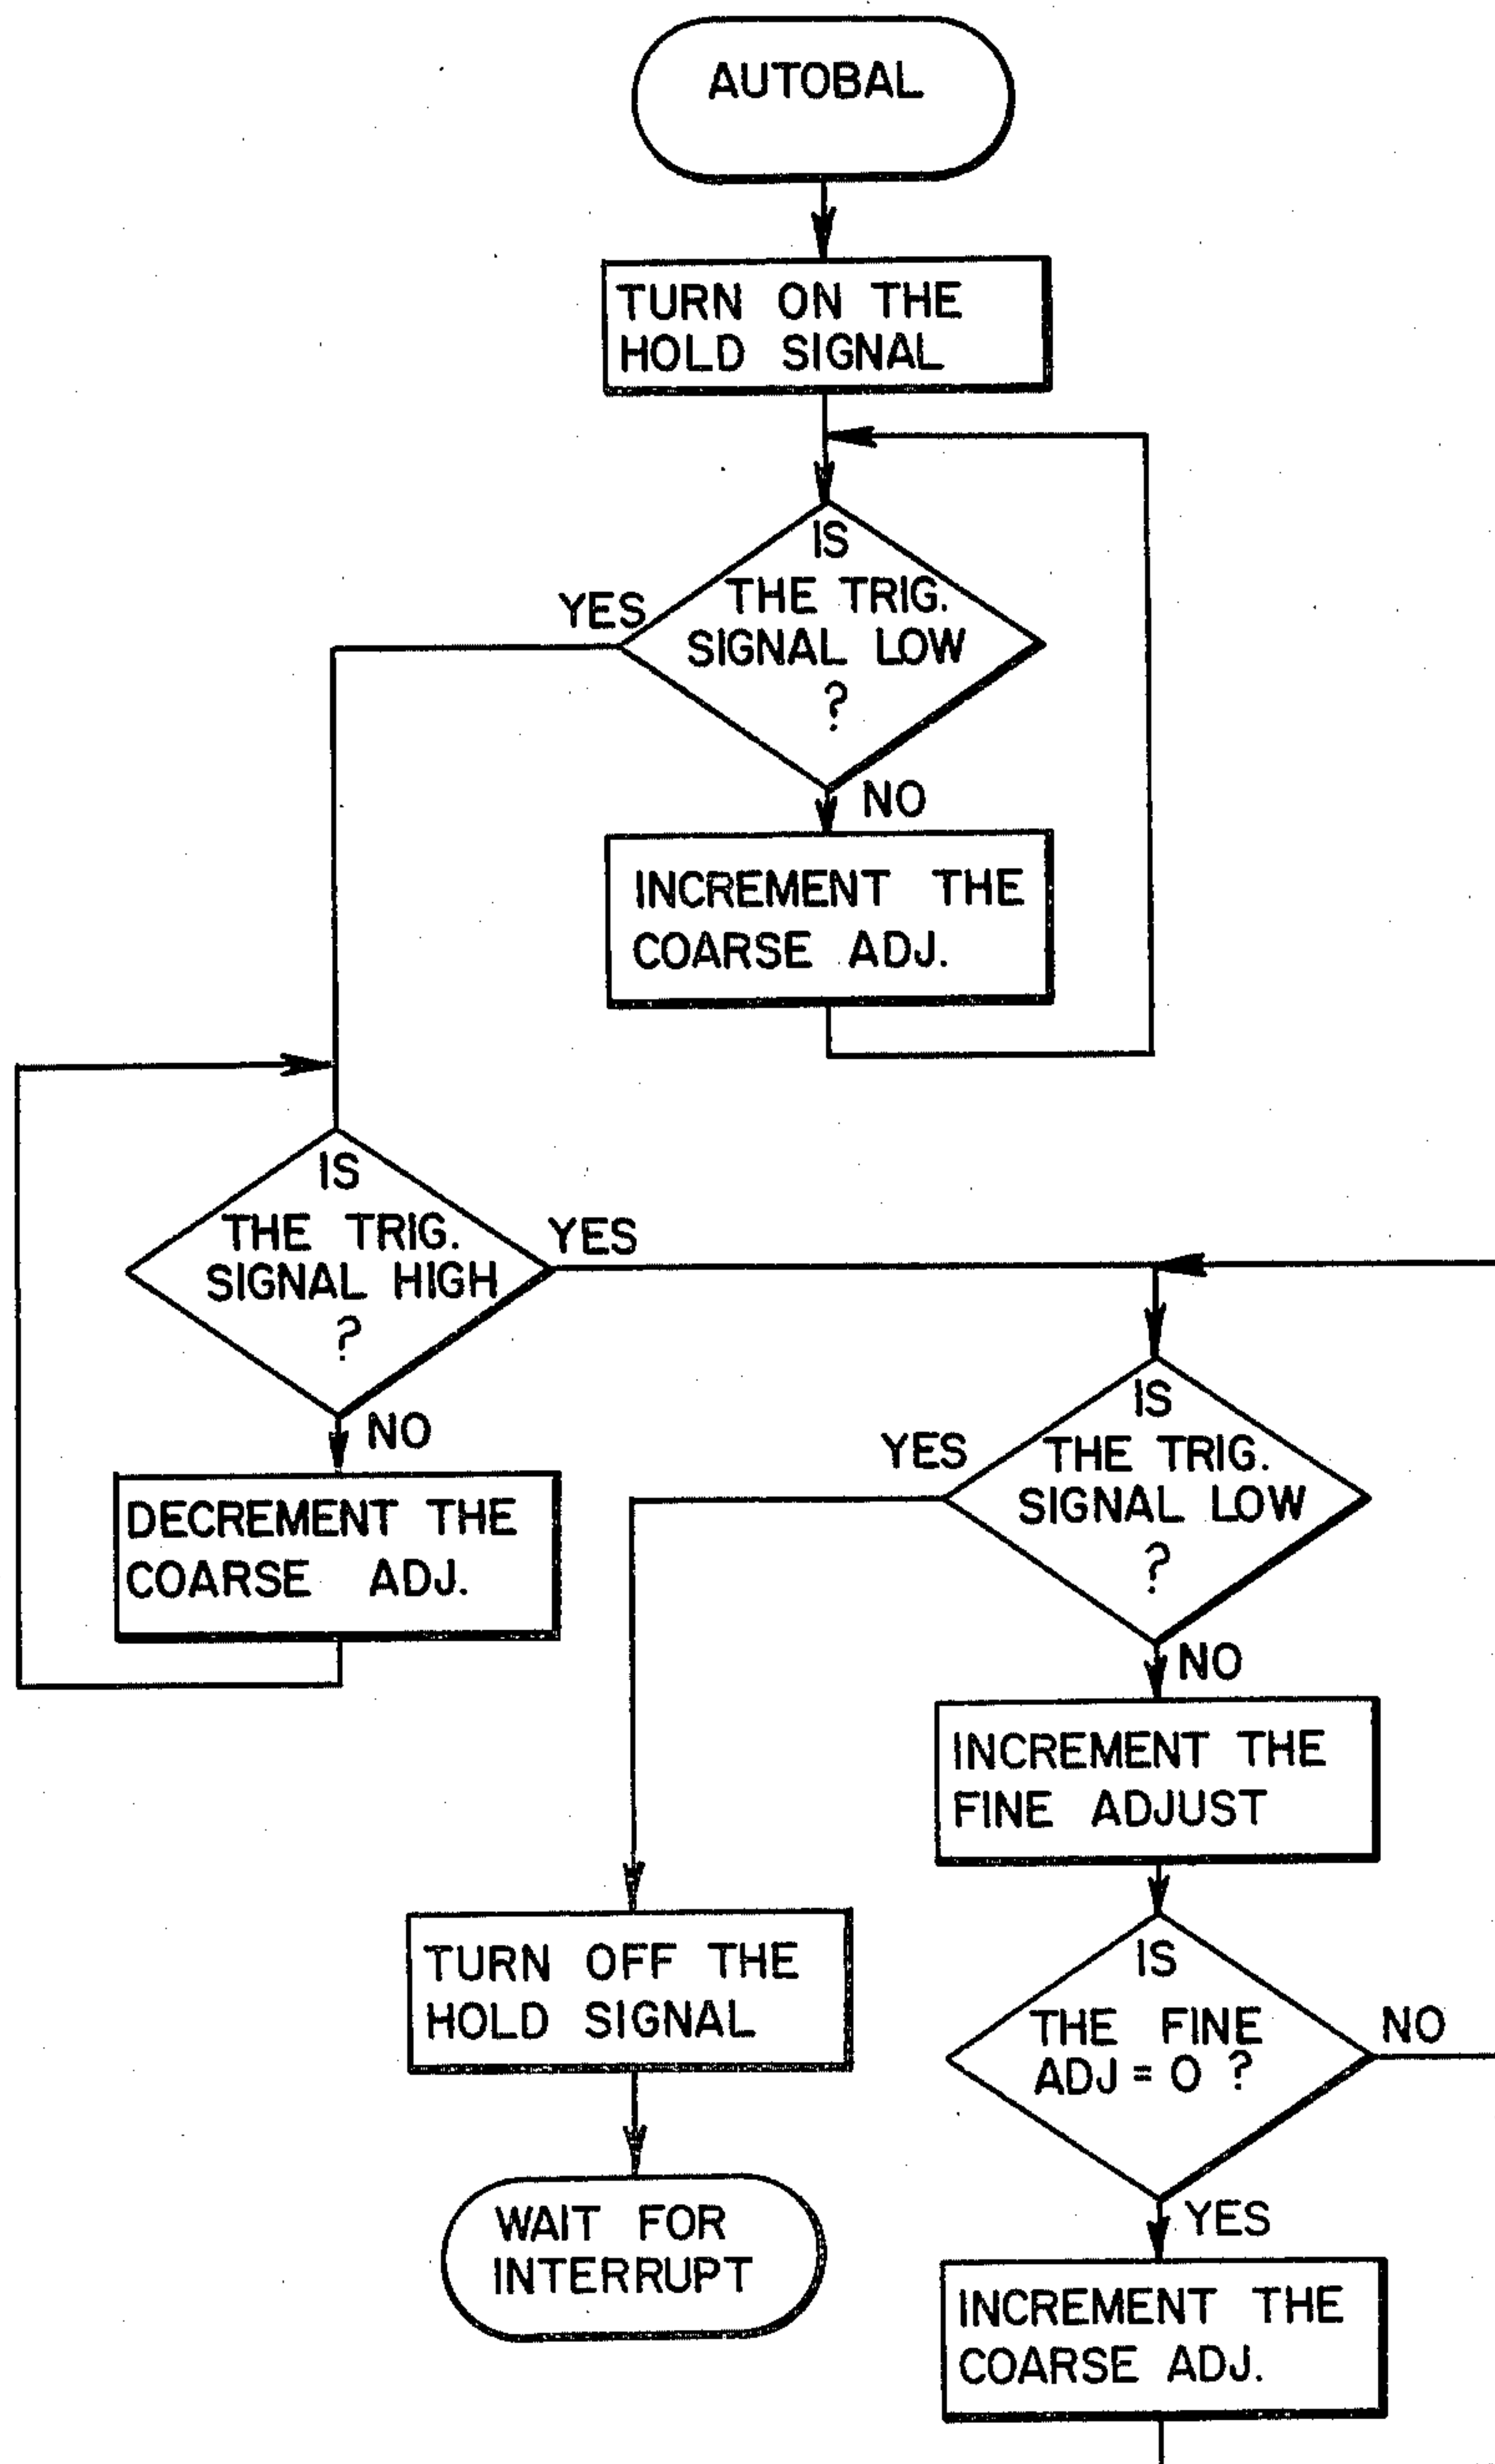 AUTOBAL
TURN ON THE
HOLD SIGNAL
IS
THE TRIG.
SIGNAL LOW
?
YES
NO
INCREMENT THE
COARSE ADJ.
IS
THE TRIG.
SIGNAL HIGH
?
YES
NO
DECREMENT THE
COARSE ADJ.
IS
THE TRIG.
SIGNAL LOW
?
YES
NO
INCREMENT THE
FINE ADJUST
IS
THE FINE
ADJ = 0 ?
NO
YES
TURN OFF THE
HOLD SIGNAL
WAIT FOR
INTERRUPT
INCREMENT THE
COARSE ADJ.